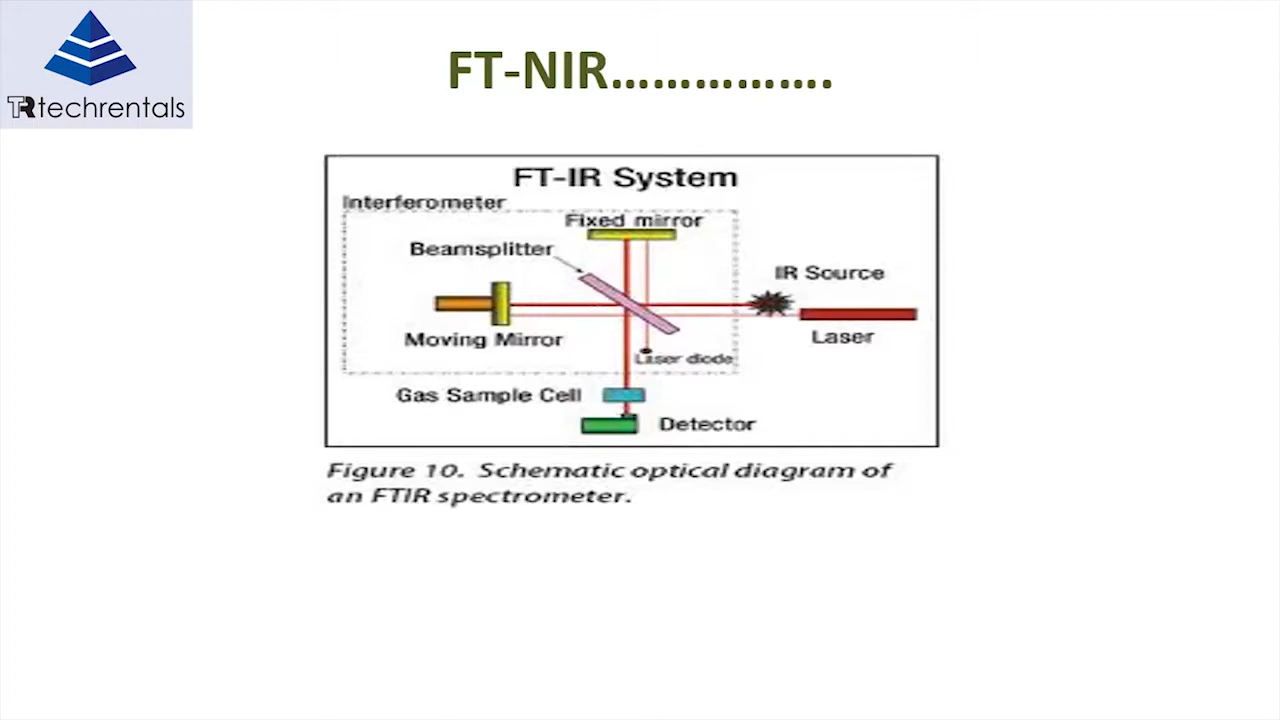 TR techrentals
FT-NIR................
FT-IR System
Interferometer
Fixed mirror
Beamsplitter
IR Source
Moving Mirror
Laser
Laser diode
Gas Sample Cell
Detector
Figure 10. Schematic optical diagram of
an FTIR spectrometer.